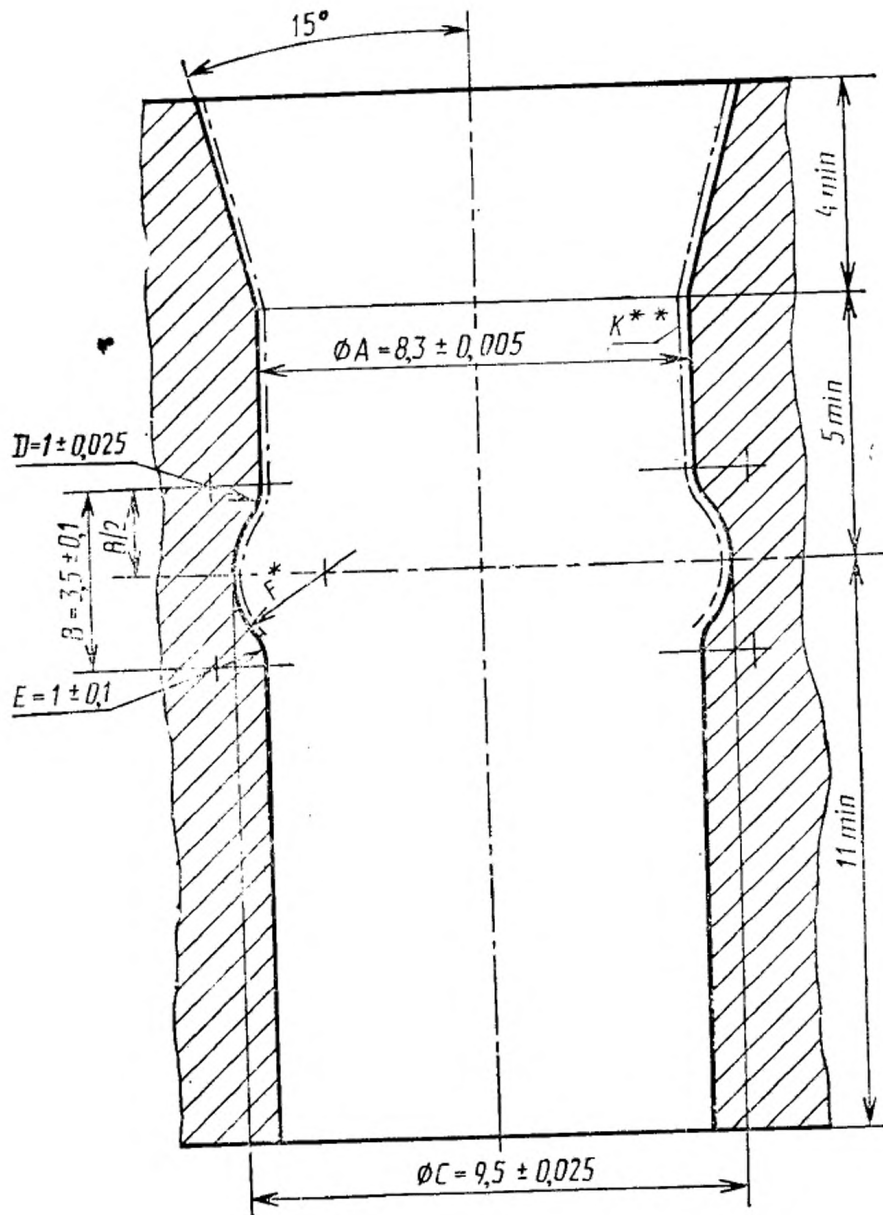 15°
4 min
K**
ØA = 8,3 ± 0,005
5 min
D=1 ± 0,025
B/2
B = 3,5 ± 0,1
F*
E = 1 ± 0,1
11 min
ØC = 9,5 ± 0,025